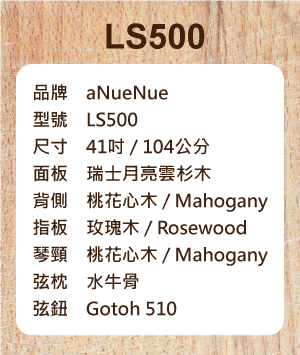 LS500
品牌 aNueNue
型號 LS500
尺寸 41吋 / 104公分
面板 瑞士月亮雲杉木
背側 桃花心木 / Mahogany
指板 玫瑰木 / Rosewood
琴頸 桃花心木 / Mahogany
弦枕 水牛骨
弦鈕 Gotoh 510